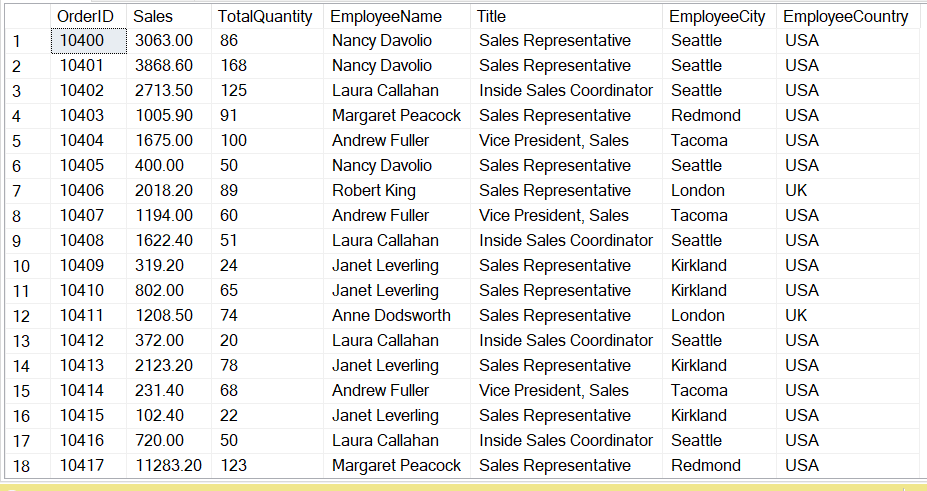 OrderID Sales TotalQuantity EmployeeName Title EmployeeCity EmployeeCountry
1 10400 3063.00 86 Nancy Davolio Sales Representative Seattle USA
2 10401 3868.60 168 Nancy Davolio Sales Representative Seattle USA
3 10402 2713.50 125 Laura Callahan Inside Sales Coordinator Seattle USA
4 10403 1005.90 91 Margaret Peacock Sales Representative Redmond USA
5 10404 1675.00 100 Andrew Fuller Vice President, Sales Tacoma USA
6 10405 400.00 50 Nancy Davolio Sales Representative Seattle USA
7 10406 2018.20 89 Robert King Sales Representative London UK
8 10407 1194.00 60 Andrew Fuller Vice President, Sales Tacoma USA
9 10408 1622.40 51 Laura Callahan Inside Sales Coordinator Seattle USA
10 10409 319.20 24 Janet Leverling Sales Representative Kirkland USA
11 10410 802.00 65 Janet Leverling Sales Representative Kirkland USA
12 10411 1208.50 74 Anne Dodsworth Sales Representative London UK
13 10412 372.00 20 Laura Callahan Inside Sales Coordinator Seattle USA
14 10413 2123.20 78 Janet Leverling Sales Representative Kirkland USA
15 10414 231.40 68 Andrew Fuller Vice President, Sales Tacoma USA
16 10415 102.40 22 Janet Leverling Sales Representative Kirkland USA
17 10416 720.00 50 Laura Callahan Inside Sales Coordinator Seattle USA
18 10417 11283.20 123 Margaret Peacock Sales Representative Redmond USA